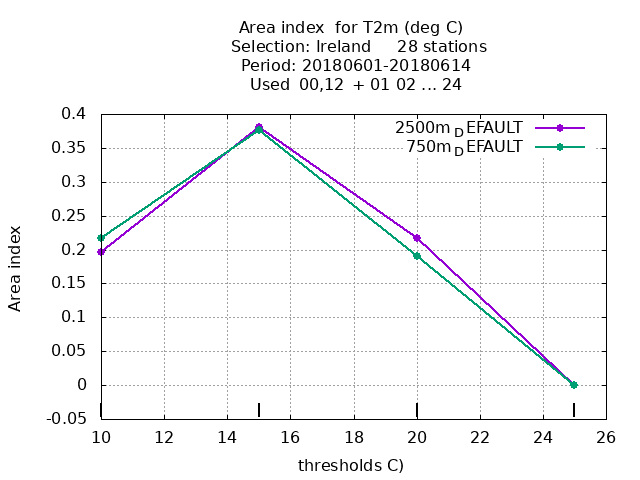 Area index  for T2m (deg C)
Selection: Ireland     28 stations
Period: 20180601-20180614
Used  00,12  + 01 02 ... 24
2500m_DEFAULT
750m_DEFAULT
0.4
0.35
0.3
0.25
0.2
0.15
0.1
0.05
0
-0.05
Area index
10 12 14 16 18 20 22 24 26
thresholds C)